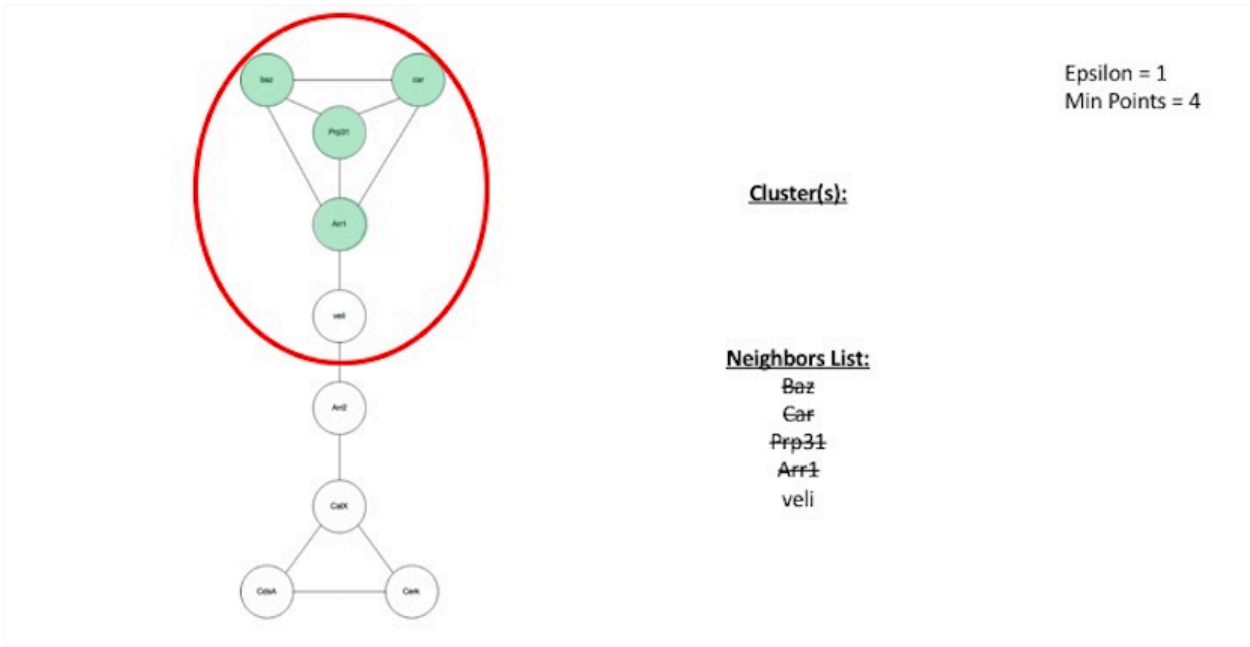 baz
car
Prp31
Arr1
veli
Arr2
CalX
CdsA
Cerk
Epsilon = 1
Min Points = 4
Cluster(s):
Neighbors List:
Baz
Car
Prp31
Arr1
veli